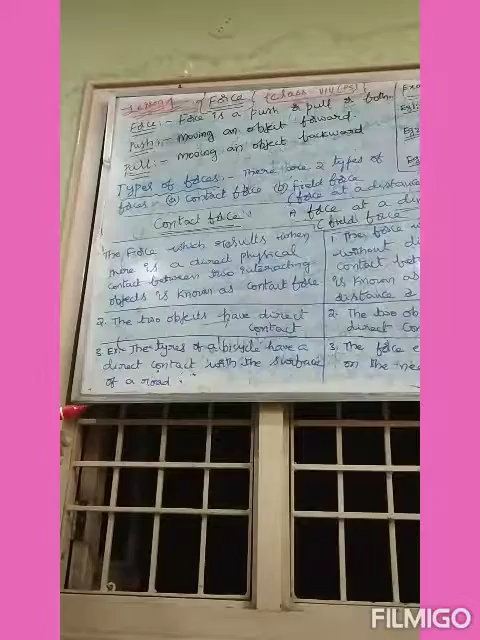 (Force) (Class VIII (PS)
Force:- Force is a push & pull & both.
Push:- Moving an object forward.
Pull:- Moving an object backward
Types of forces:- There are 2 types of
forces:- (a) Contact force (b) Field force
(force at a distance
Contact force:
A force at a di
(field force
The Force which results when
there is a direct physical
contact between two interacting
objects is known as contact force
2. The two objects have direct
contact
3. Ex:- The tyres of a bicycle have a
direct contact with the surface
of a road.
1. The force w
without di
contact bet
is known as
distance
2. The two ob
direct Con
3. The force e
on the ne
FILMIGO